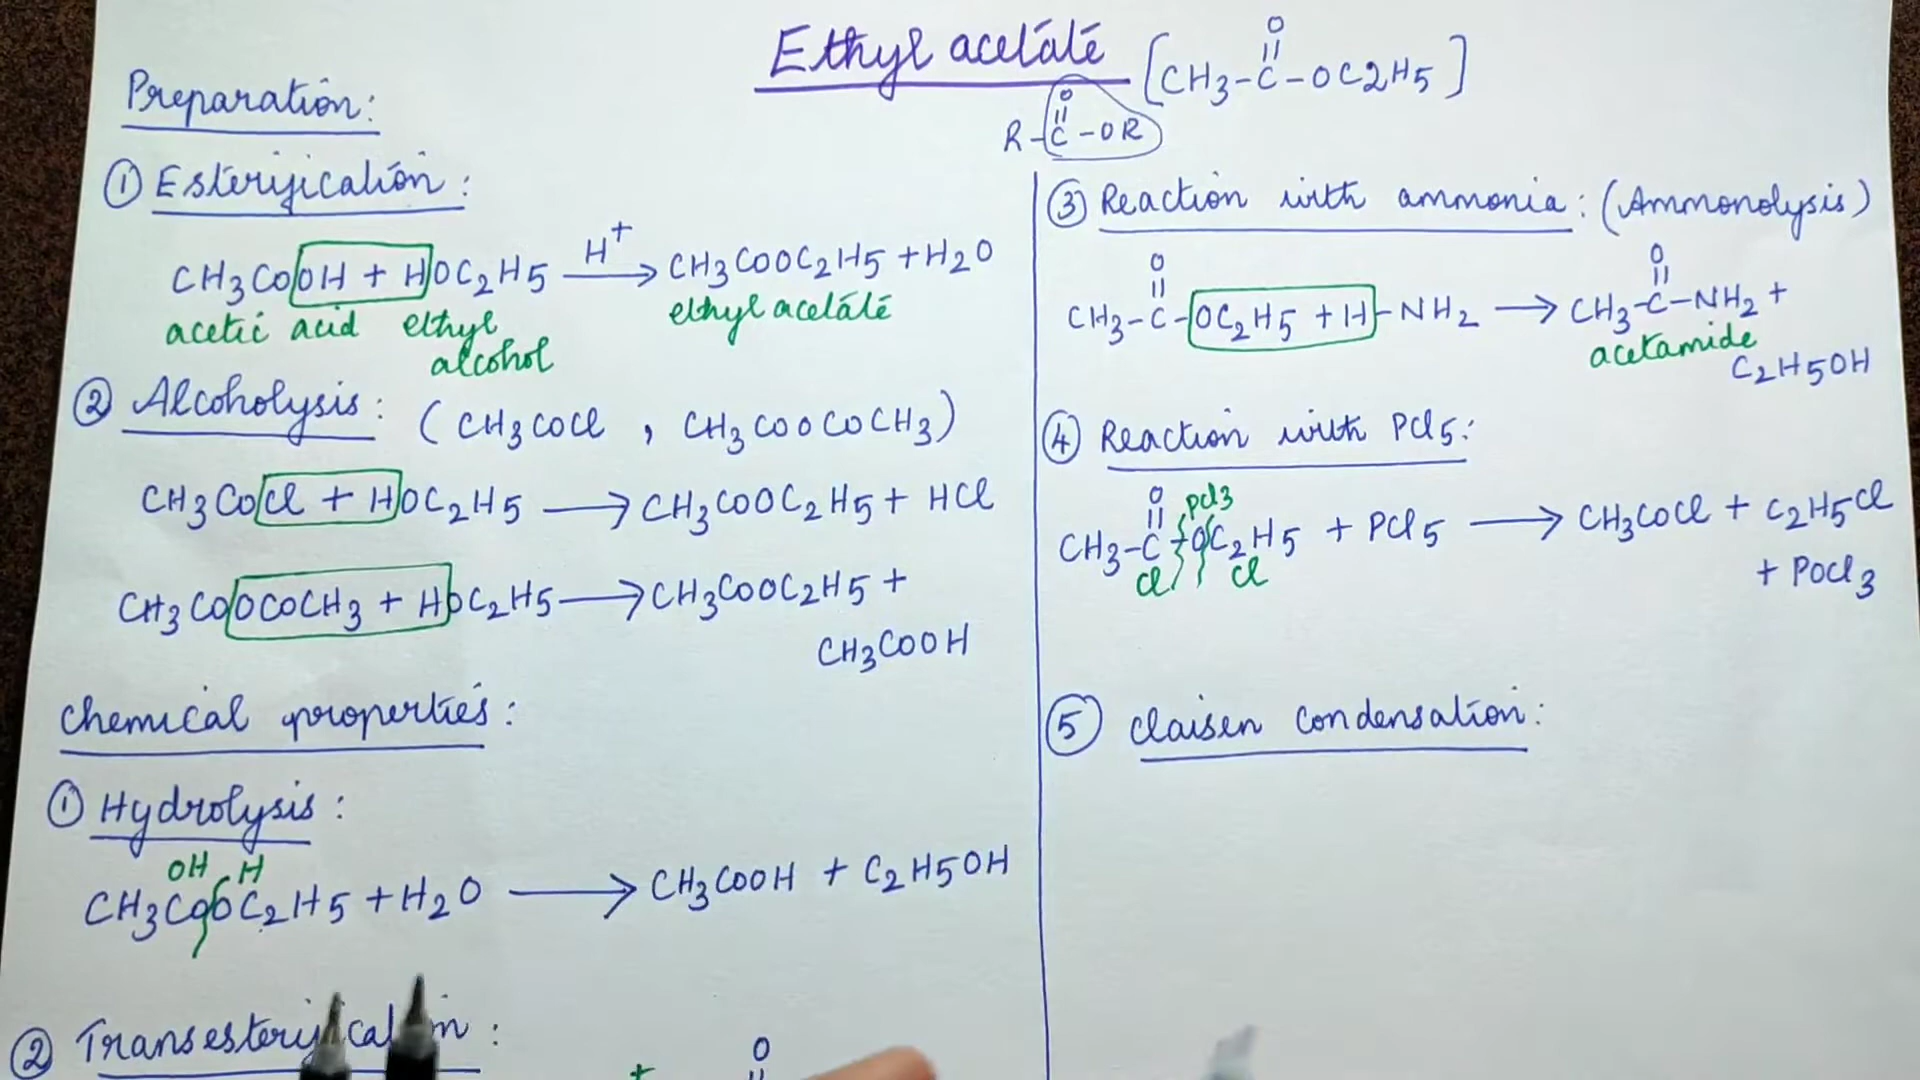 Ethyl acetate [CH3-C-OC2H5]
O
||
O
||
R-C-OR
Preparation:
① Esterification:
CH3COOH + HOC2H5 ⟶ CH3COOC2H5 + H2O
H+
acetic acid ethyl alcohol
ethyl acetate
② Alcoholysis: (CH3COCl , CH3COOCOCH3)
CH3COCl + HOC2H5 ⟶ CH3COOC2H5 + HCl
CH3COOCOCH3 + HOC2H5 ⟶ CH3COOC2H5 +
CH3COOH
Chemical properties:
① Hydrolysis:
OH H
CH3COOC2H5 + H2O ⟶ CH3COOH + C2H5OH
② Transesterification:
+
O
||
③ Reaction with ammonia: (Ammonolysis)
O O
|| ||
CH3-C-OC2H5 + H-NH2 ⟶ CH3-C-NH2 +
acetamide
C2H5OH
④ Reaction with PCl5:
O pcl3
||
CH3-C-OC2H5 + PCl5 ⟶ CH3COCl + C2H5Cl
Cl Cl
+ POCl3
⑤ Claisen Condensation: